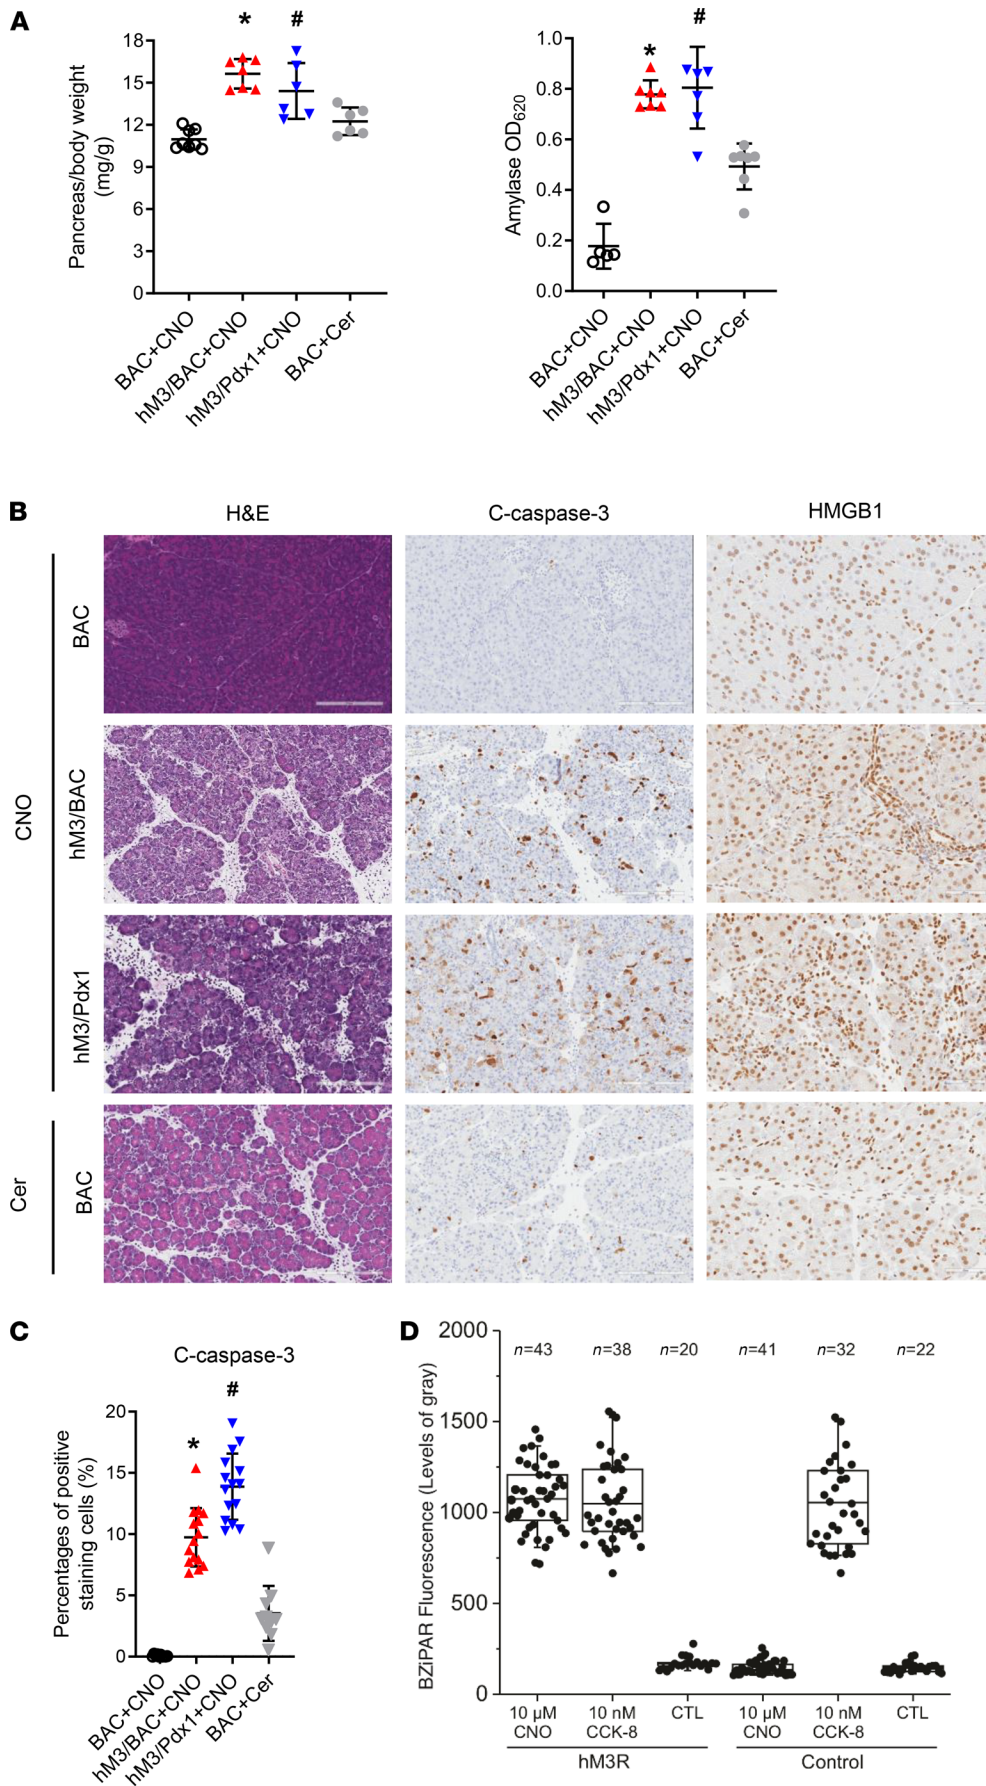 A
Pancreas/body weight
(mg/g)
18
15
12
9
6
3
0
*
#
BAC+CNO
hM3/BAC+CNO
hM3/Pdx1+CNO
BAC+Cer
Amylase OD620
1.0
0.8
0.6
0.4
0.2
0.0
*
#
BAC+CNO
hM3/BAC+CNO
hM3/Pdx1+CNO
BAC+Cer
B
H&E
C-caspase-3
HMGB1
CNO
BAC
hM3/BAC
hM3/Pdx1
Cer
BAC
C
C-caspase-3
Percentages of positive
staining cells (%)
20
15
10
5
0
*
#
BAC+CNO
hM3/BAC+CNO
hM3/Pdx1+CNO
BAC+Cer
D
BZiPAR Fluorescence (Levels of gray)
2000
1500
1000
500
0
n=43
n=38
n=20
n=41
n=32
n=22
10 µM
CNO
10 nM
CCK-8
CTL
10 µM
CNO
10 nM
CCK-8
CTL
hM3R
Control